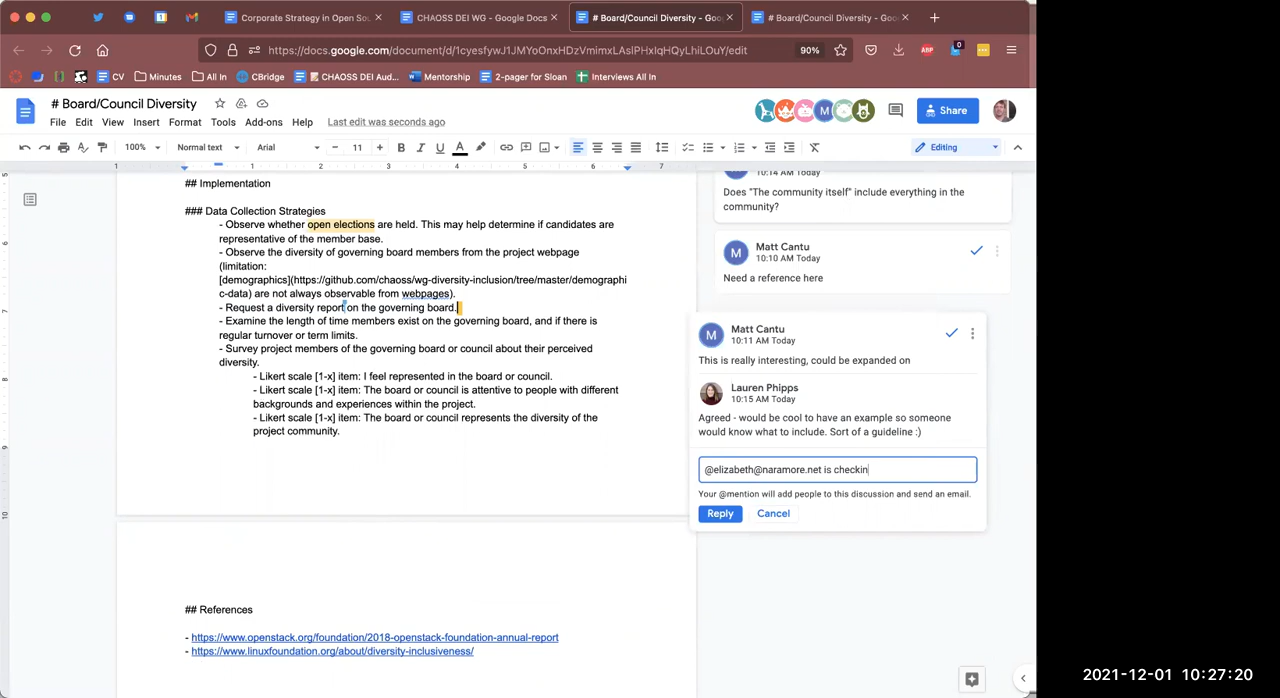 Corporate Strategy in Open Sou
CHAOSS DEI WG - Google Docs
# Board/Council Diversity - Goo
# Board/Council Diversity - Goo
https://docs.google.com/document/d/1cyesfywJ1JMYoOnxHDzVmimxLAslPHxIqHQyLhiLOuY/edit
90%
ABP
0
CV
Minutes
All In
CBridge
CHAOSS DEI Aud...
Mentorship
2-pager for Sloan
Interviews All In
# Board/Council Diversity
File Edit View Insert Format Tools Add-ons Help Last edit was seconds ago
M
Share
100% Normal text Arial 11 B I U A
Editing
1 1 2 3 4 5 6 7
## Implementation
### Data Collection Strategies
- Observe whether open elections are held. This may help determine if candidates are
representative of the member base.
- Observe the diversity of governing board members from the project webpage
(limitation:
[demographics](https://github.com/chaoss/wg-diversity-inclusion/tree/master/demographi
c-data) are not always observable from webpages).
- Request a diversity report on the governing board.
- Examine the length of time members exist on the governing board, and if there is
regular turnover or term limits.
- Survey project members of the governing board or council about their perceived
diversity.
- Likert scale [1-x] item: I feel represented in the board or council.
- Likert scale [1-x] item: The board or council is attentive to people with different
backgrounds and experiences within the project.
- Likert scale [1-x] item: The board or council represents the diversity of the
project community.
## References
- https://www.openstack.org/foundation/2018-openstack-foundation-annual-report
- https://www.linuxfoundation.org/about/diversity-inclusiveness/
10:14 AM Today
Does "The community itself" include everything in the
community?
M
Matt Cantu
10:10 AM Today
Need a reference here
M
Matt Cantu
10:11 AM Today
This is really interesting, could be expanded on
Lauren Phipps
10:15 AM Today
Agreed - would be cool to have an example so someone
would know what to include. Sort of a guideline :)
@elizabeth@naramore.net is checkin
Your @mention will add people to this discussion and send an email.
Reply Cancel
2021-12-01 10:27:20